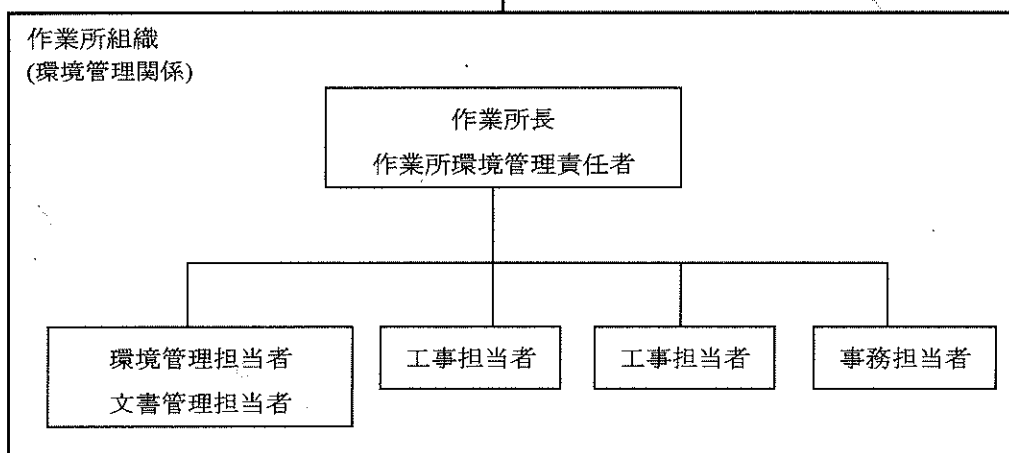 作業所組織
(環境管理関係)
作業所長
作業所環境管理責任者
環境管理担当者
文書管理担当者
工事担当者
工事担当者
事務担当者